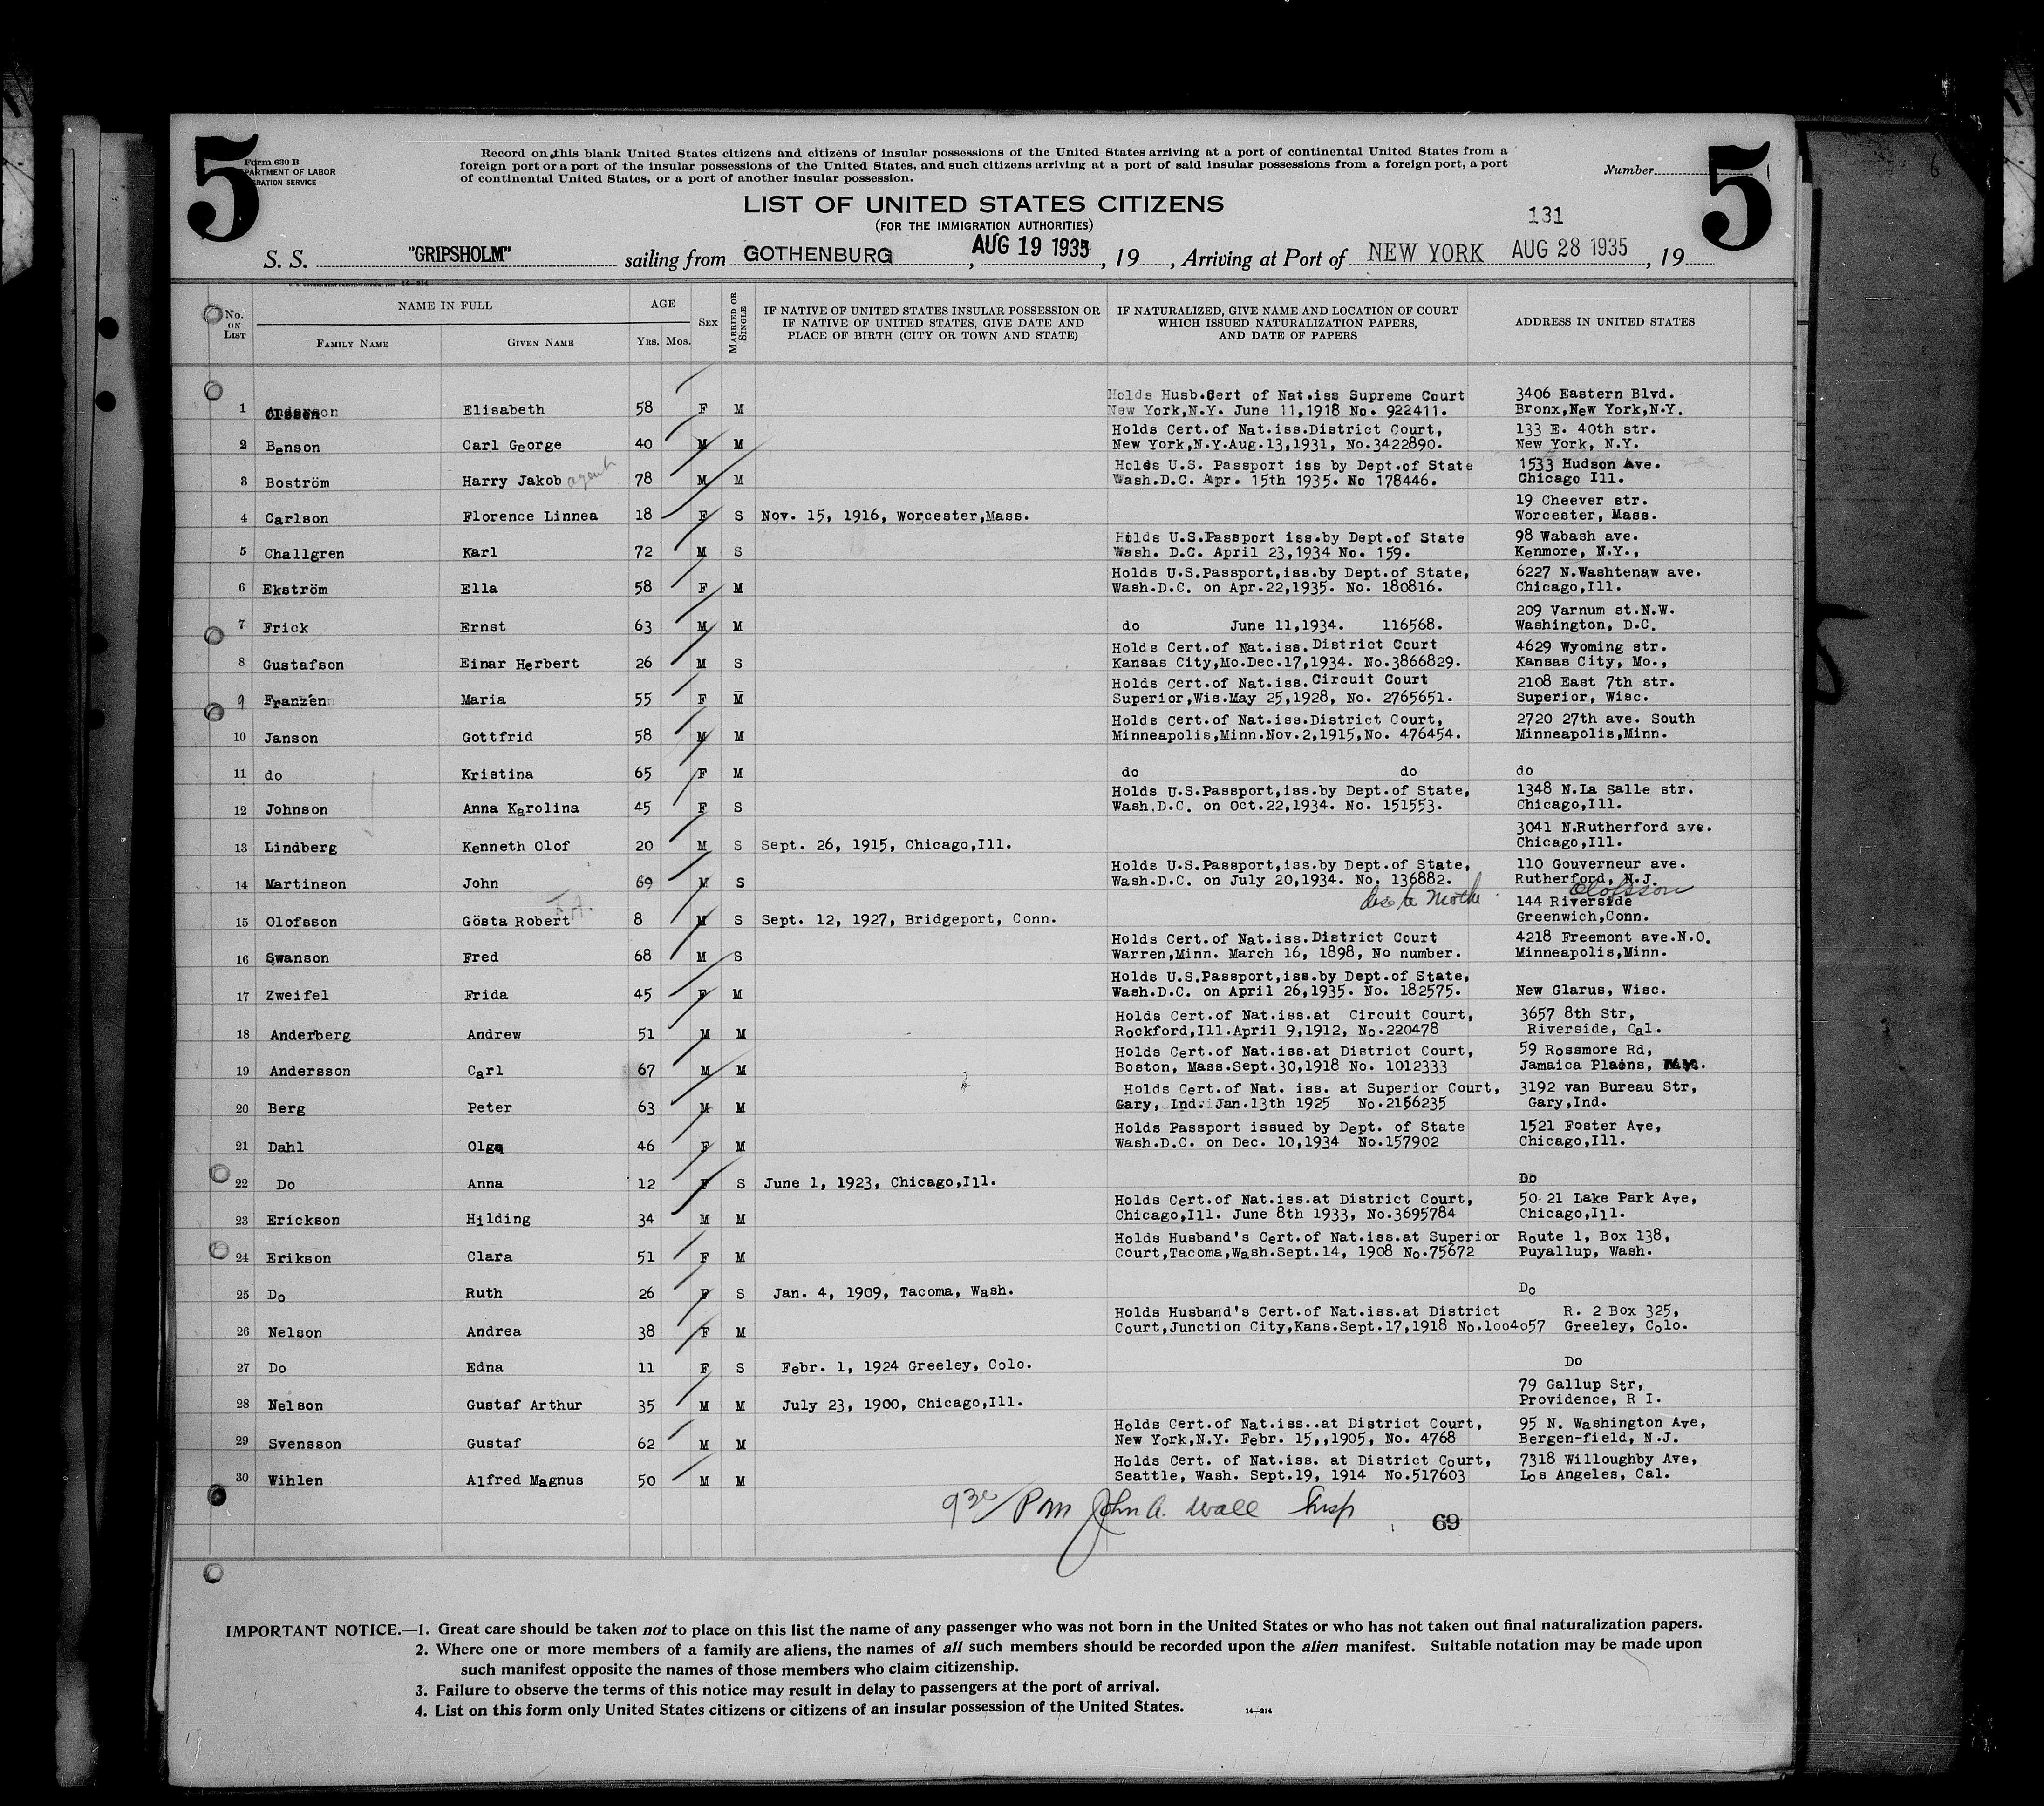 5
Form 630 B
PARTMENT OF LABOR
RATION SERVICE
Record on this blank United States citizens and citizens of insular possessions of the United States arriving at a port of continental United States from a
foreign port or a port of the insular possessions of the United States, and such citizens arriving at a port of said insular possessions from a foreign port, a port
of continental United States, or a port of another insular possession.
Number
5
LIST OF UNITED STATES CITIZENS
(FOR THE IMMIGRATION AUTHORITIES)
131
S. S. "GRIPSHOLM" sailing from GOTHENBURG, AUG 19 1935, 19 , Arriving at Port of NEW YORK AUG 28 1935, 19
U. S. GOVERNMENT PRINTING OFFICE: 14—214
No. on List
NAME IN FULL
Family Name
Given Name
AGE
Yrs. Mos.
Sex
Married or Single
IF NATIVE OF UNITED STATES INSULAR POSSESSION OR
IF NATIVE OF UNITED STATES, GIVE DATE AND
PLACE OF BIRTH (CITY OR TOWN AND STATE)
IF NATURALIZED, GIVE NAME AND LOCATION OF COURT
WHICH ISSUED NATURALIZATION PAPERS,
AND DATE OF PAPERS
ADDRESS IN UNITED STATES
Holds Husb.Cert of Nat.iss Supreme Court 3406 Eastern Blvd.
1 Olsson Elisabeth 58 F M New York,N.Y. June 11,1918 No. 922411. Bronx,New York,N.Y.
Holds Cert.of Nat.iss.District Court, 133 E. 40th str.
2 Benson Carl George 40 M M New York,N.Y.Aug.13,1931, No.3422890. New York, N.Y.
Holds U.S. Passport iss by Dept.of State 1533 Hudson Ave.
3 Boström Harry Jakob agent 78 M M Wash.D.C. Apr. 15th 1935. No 178446. Chicago Ill.
19 Cheever str.
4 Carlson Florence Linnea 18 F S Nov. 15, 1916, Worcester,Mass. Worcester, Mass.
Holds U.S.Passport iss.by Dept.of State 98 Wabash ave.
5 Challgren Karl 72 M S Wash. D.C. April 23,1934 No. 159. Kenmore, N.Y.,
Holds U.S.Passport,iss.by Dept.of State, 6227 N.Washtenaw ave.
6 Ekström Ella 58 F M Wash.D.C. on Apr.22,1935. No. 180816. Chicago,Ill.
209 Varnum st.N.W.
7 Frick Ernst 63 M M do June 11,1934. 116568. Washington, D.C.
Holds Cert.of Nat.iss.District Court 4629 Wyoming str.
8 Gustafson Einar Herbert 26 M S Kansas City,Mo.Dec.17,1934. No.3866829. Kansas City, Mo.,
Holds Cert.of Nat.iss.Circuit Court 2108 East 7th str.
9 Franzén Maria 55 F M Superior,Wis.May 25,1928, No. 2765651. Superior, Wisc.
Holds Cert.of Nat.iss.District Court, 2720 27th ave. South
10 Janson Gottfrid 58 M M Minneapolis,Minn.Nov.2,1915,No. 476454. Minneapolis,Minn.
11 do Kristina 65 F M do do do
Holds U.S.Passport,iss.by Dept.of State, 1348 N.La Salle str.
12 Johnson Anna Karolina 45 F S Wash.D.C. on Oct.22,1934. No. 151553. Chicago,Ill.
3041 N.Rutherford ave.
13 Lindberg Kenneth Olof 20 M S Sept. 26, 1915, Chicago,Ill. Chicago,Ill.
Holds U.S.Passport,iss.by Dept.of State, 110 Gouverneur ave.
14 Martinson John 69 M S Wash.D.C. on July 20,1934. No. 136882. Rutherford, N.J.
Olofsson
144 Riverside
15 Olofsson Gösta Robert 8 M S Sept. 12, 1927, Bridgeport, Conn. Greenwich,Conn.
Holds Cert.of Nat.iss.District Court 4218 Freemont ave.N.O.
16 Swanson Fred 68 M S Warren,Minn. March 16, 1898, No number. Minneapolis,Minn.
Holds U.S.Passport,iss.by Dept.of State,
17 Zweifel Frida 45 F M Wash.D.C. on April 26,1935. No. 182575. New Glarus, Wisc.
Holds Cert.of Nat.iss.at Circuit Court, 3657 8th Str,
18 Anderberg Andrew 51 M M Rockford,Ill.April 9,1912, No.220478 Riverside, Cal.
Holds Cert.of Nat.iss.at District Court, 59 Rossmore Rd,
19 Andersson Carl 67 M M Boston, Mass.Sept.30,1918 No. 1012333 Jamaica Plains,
Holds Cert.of Nat. iss. at Superior Court, 3192 van Bureau Str,
20 Berg Peter 63 M M Gary, Ind. Jan.13th 1925 No.2156235 Gary,Ind.
Holds Passport issued by Dept. of State 1521 Foster Ave,
21 Dahl Olga 46 F M Wash.D.C. on Dec. 10,1934 No.157902 Chicago,Ill.
22 Do Anna 12 F S June 1, 1923, Chicago,Ill. Do
Holds Cert.of Nat.iss.at District Court, 50 21 Lake Park Ave,
23 Erickson Hilding 34 M M Chicago,Ill. June 8th 1933, No.3695784 Chicago,Ill.
Holds Husband's Cert.of Nat.iss.at Superior Route 1, Box 138,
24 Erikson Clara 51 F M Court,Tacoma,Wash.Sept.14, 1908 No.75672 Puyallup, Wash.
25 Do Ruth 26 F S Jan. 4, 1909, Tacoma, Wash. Do
Holds Husband's Cert.of Nat.iss.at District R. 2 Box 325,
26 Nelson Andrea 38 F M Court,Junction City,Kans.Sept.17,1918 No.1004057 Greeley, Colo.
27 Do Edna 11 F S Febr. 1, 1924 Greeley, Colo. Do
79 Gallup Str,
28 Nelson Gustaf Arthur 35 M M July 23, 1900, Chicago,Ill. Providence, R I.
Holds Cert.of Nat.iss..at District Court, 95 N. Washington Ave,
29 Svensson Gustaf 62 M M New York,N.Y. Febr. 15,,1905, No. 4768 Bergen-field, N.J.
Holds Cert. of Nat.iss. at District Court, 7318 Willoughby Ave,
30 Wihlen Alfred Magnus 50 M M Seattle, Wash. Sept.19, 1914 No.517603 Los Angeles, Cal.
9 30/PM John A. Wall Insp
69
IMPORTANT NOTICE.—1. Great care should be taken not to place on this list the name of any passenger who was not born in the United States or who has not taken out final naturalization papers.
2. Where one or more members of a family are aliens, the names of all such members should be recorded upon the alien manifest. Suitable notation may be made upon
such manifest opposite the names of those members who claim citizenship.
3. Failure to observe the terms of this notice may result in delay to passengers at the port of arrival.
4. List on this form only United States citizens or citizens of an insular possession of the United States.
14—214